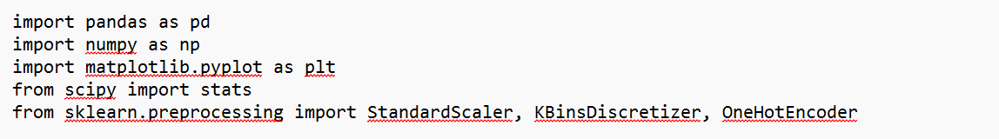 import pandas as pd
import numpy as np
import matplotlib.pyplot as plt
from scipy import stats
from sklearn.preprocessing import StandardScaler, KBinsDiscretizer, OneHotEncoder